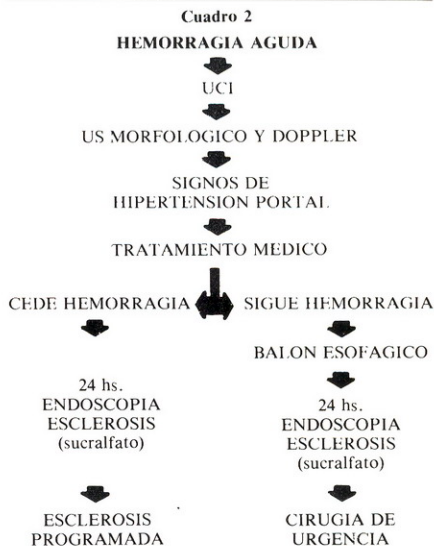 Cuadro 2
HEMORRAGIA AGUDA
UCI
US MORFOLOGICO Y DOPPLER
SIGNOS DE
HIPERTENSION PORTAL
TRATAMIENTO MEDICO
CEDE HEMORRAGIA
SIGUE HEMORRAGIA
BALON ESOFAGICO
24 hs.
ENDOSCOPIA
ESCLEROSIS
(sucralfato)
24 hs.
ENDOSCOPIA
ESCLEROSIS
(sucralfato)
ESCLEROSIS
PROGRAMADA
CIRUGIA DE
URGENCIA